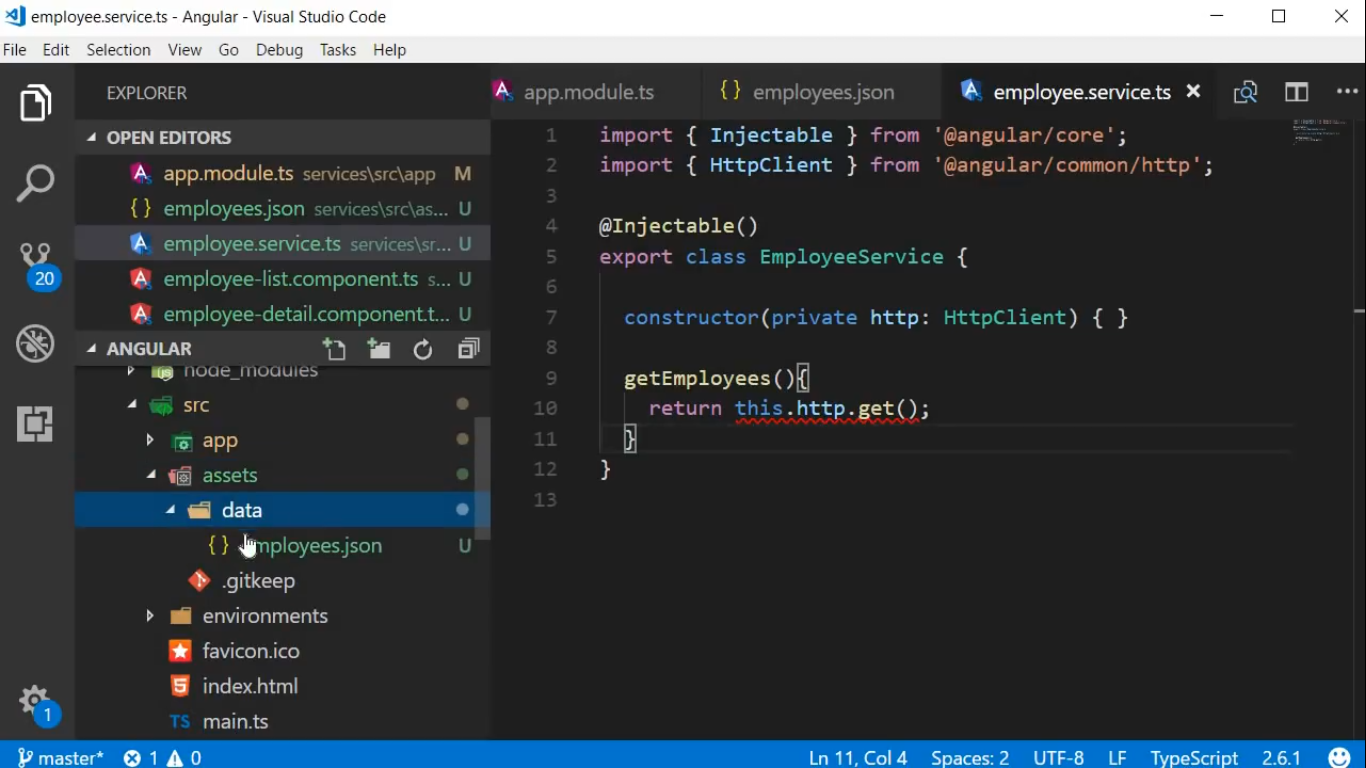 employee.service.ts - Angular - Visual Studio Code
File Edit Selection View Go Debug Tasks Help
EXPLORER
OPEN EDITORS
app.module.ts services\src\app M
{ } employees.json services\src\as... U
employee.service.ts services\sr... U
employee-list.component.ts s... U
employee-detail.component.t... U
ANGULAR
node_modules
src
app
assets
data
{ } employees.json U
.gitkeep
environments
favicon.ico
index.html
TS main.ts
20
1
app.module.ts { } employees.json employee.service.ts
1 import { Injectable } from '@angular/core';
2 import { HttpClient } from '@angular/common/http';
3
4 @Injectable()
5 export class EmployeeService {
6
7 constructor(private http: HttpClient) { }
8
9 getEmployees(){
10 return this.http.get();
11 }
12 }
13
master* 1 0 Ln 11, Col 4 Spaces: 2 UTF-8 LF TypeScript 2.6.1